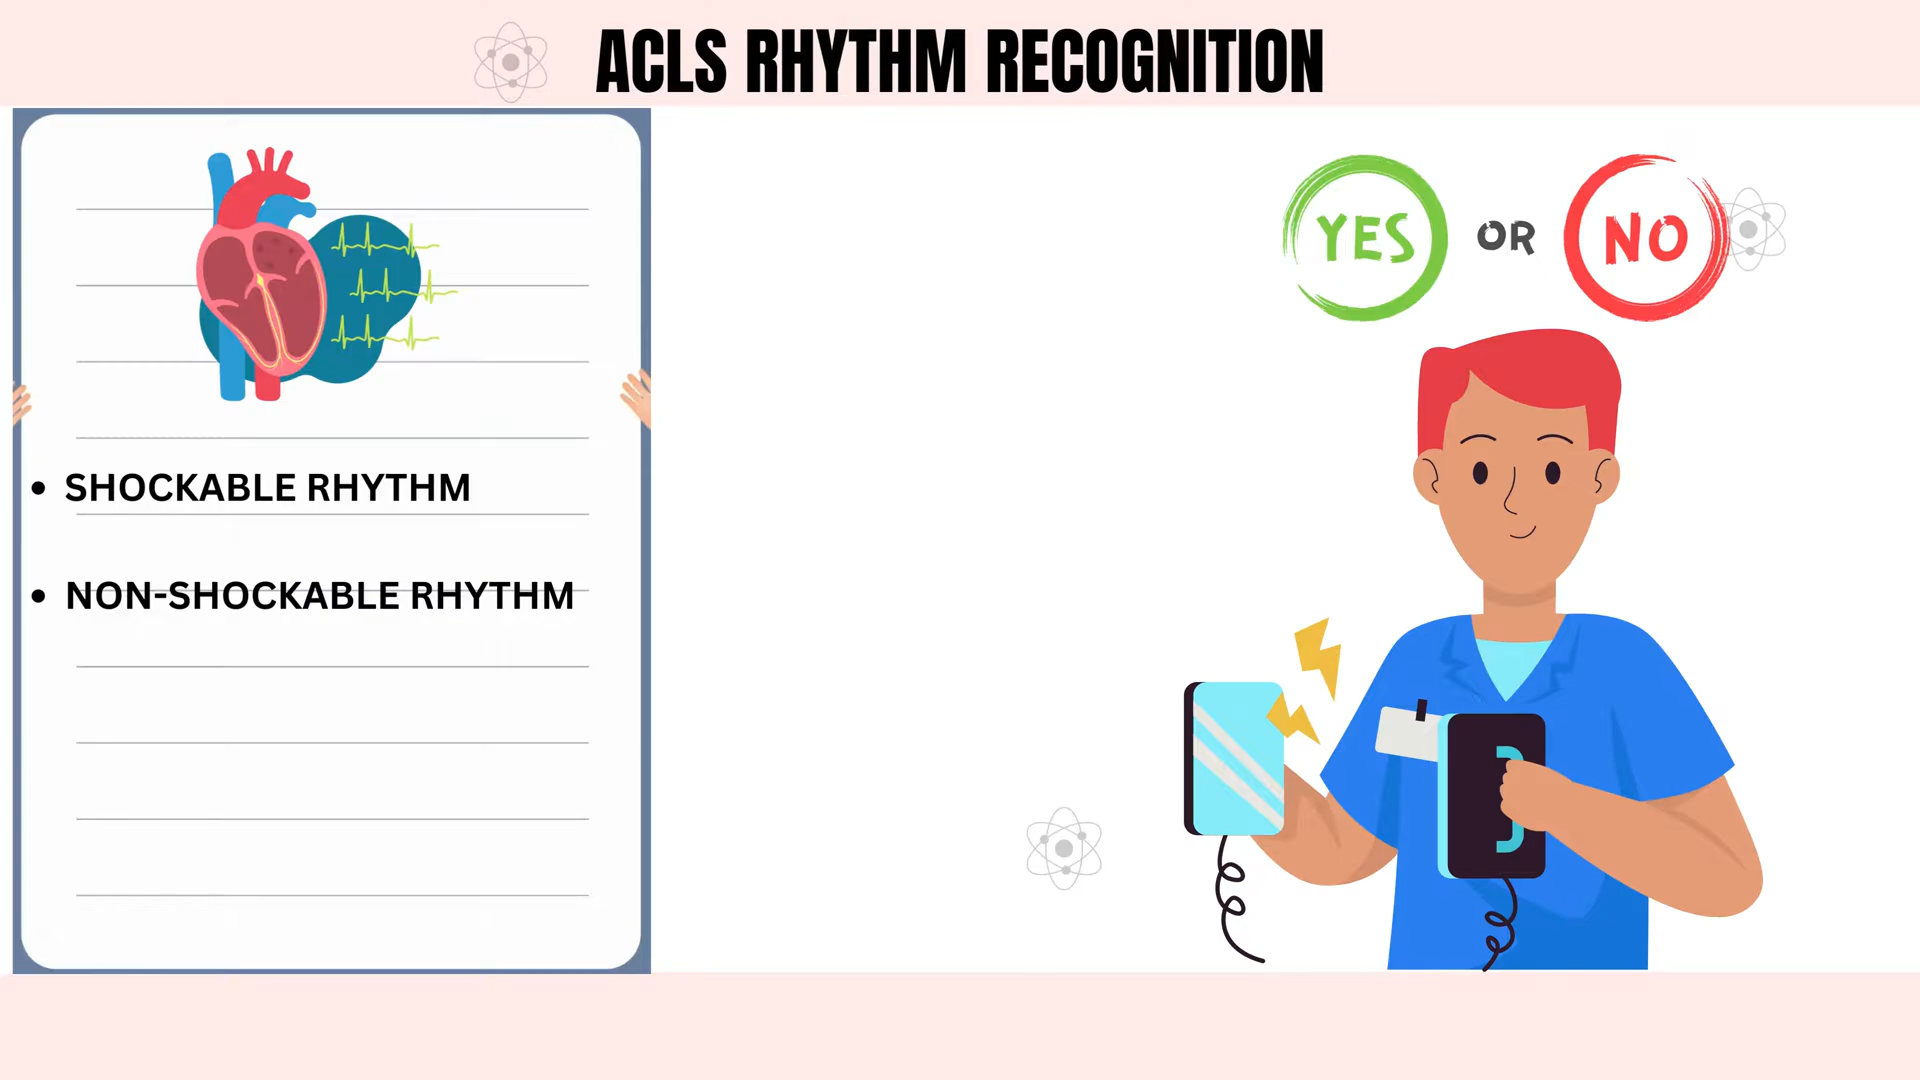 ACLS RHYTHM RECOGNITION
YES OR NO
• SHOCKABLE RHYTHM
• NON-SHOCKABLE RHYTHM